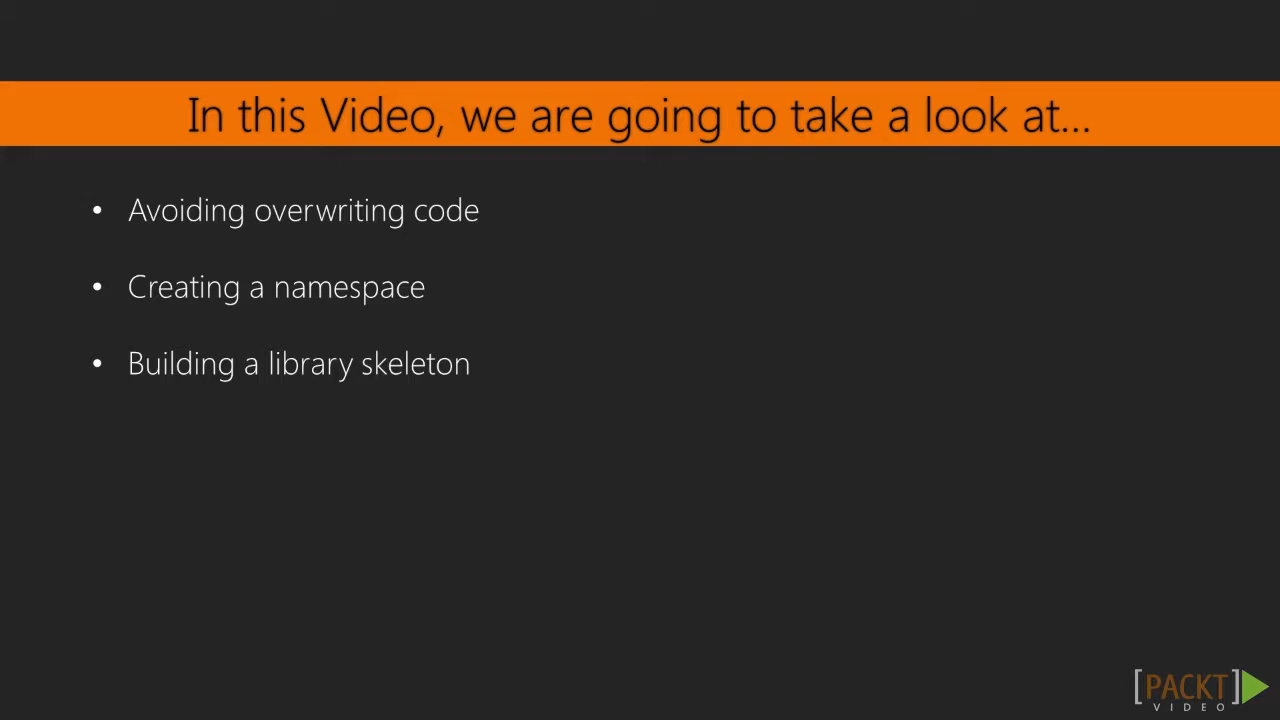 In this Video, we are going to take a look at...
• Avoiding overwriting code
• Creating a namespace
• Building a library skeleton
[PACKT]
VIDEO